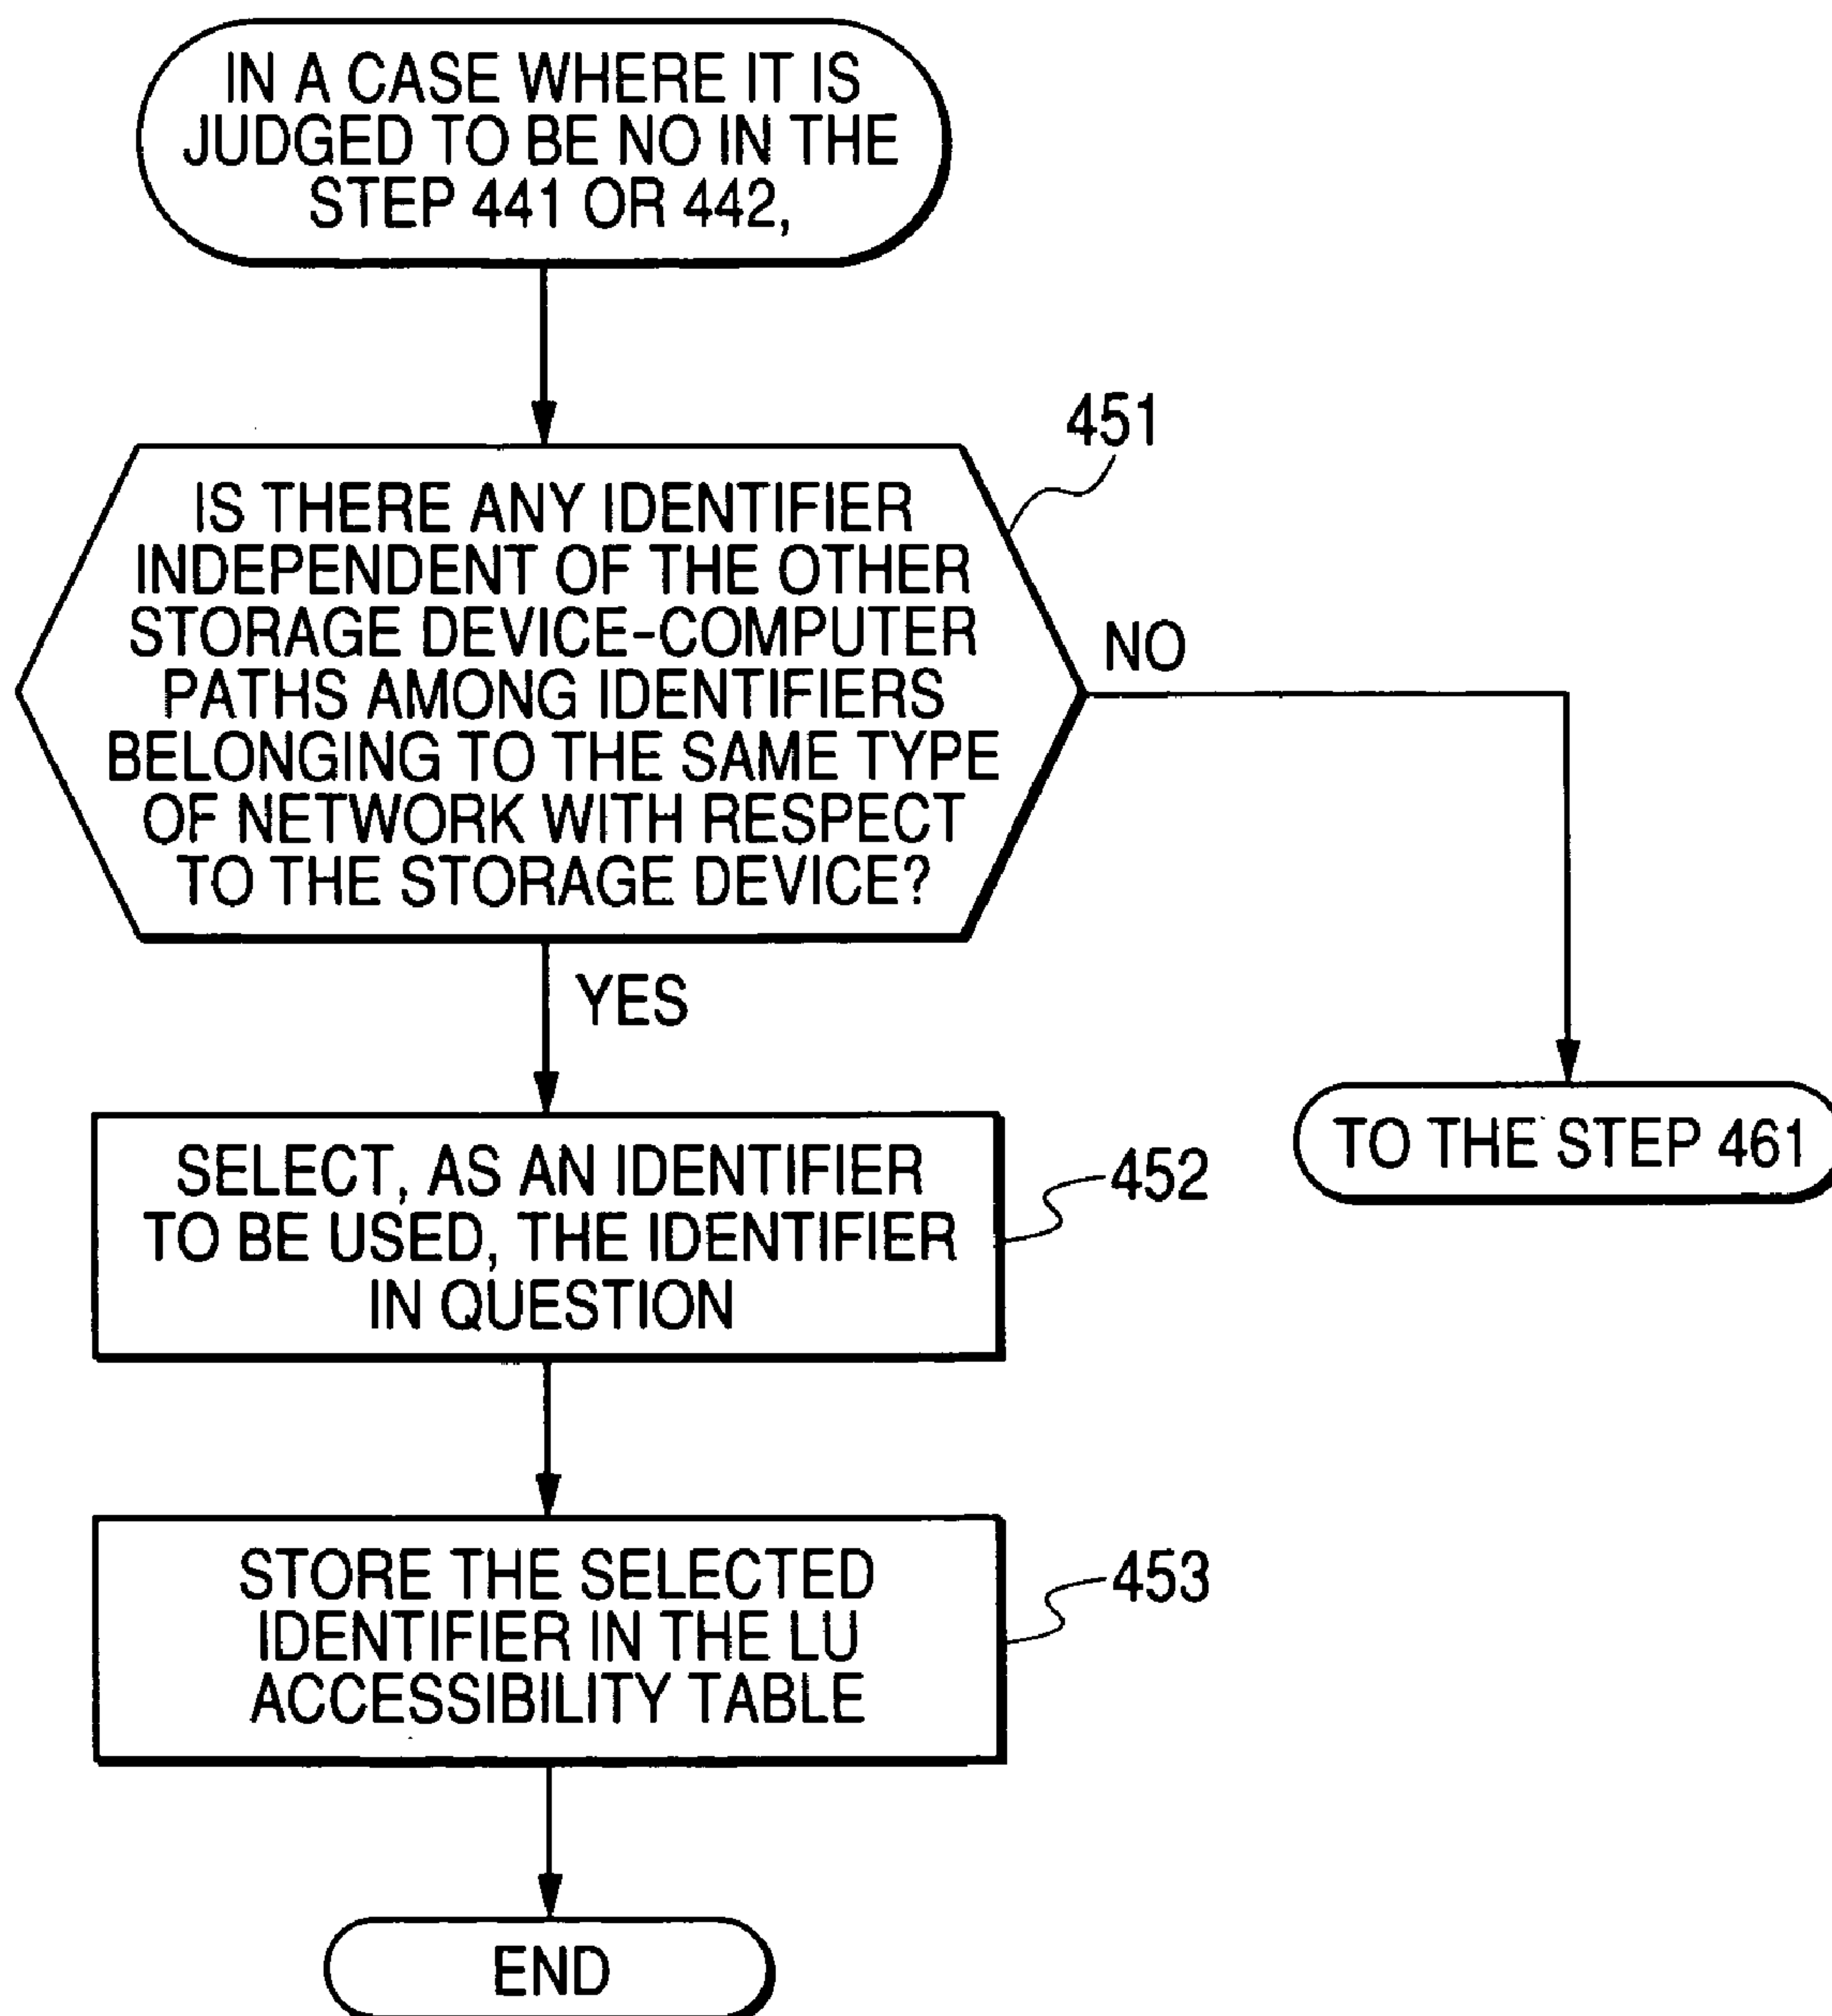 IN A CASE WHERE IT IS
JUDGED TO BE NO IN THE
STEP 441 OR 442,
451
IS THERE ANY IDENTIFIER
INDEPENDENT OF THE OTHER
STORAGE DEVICE-COMPUTER
PATHS AMONG IDENTIFIERS
BELONGING TO THE SAME TYPE
OF NETWORK WITH RESPECT
TO THE STORAGE DEVICE?
NO
YES
TO THE STEP 461
SELECT, AS AN IDENTIFIER
TO BE USED, THE IDENTIFIER
IN QUESTION
452
STORE THE SELECTED
IDENTIFIER IN THE LU
ACCESSIBILITY TABLE
453
END